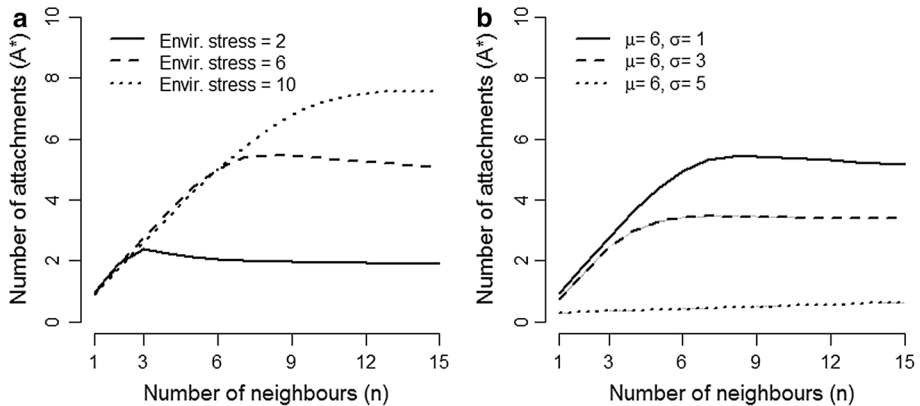 a
Number of attachments (A*)
10
8
6
4
2
0
Envir. stress = 2
Envir. stress = 6
Envir. stress = 10
1 3 6 9 12 15
Number of neighbours (n)
b
Number of attachments (A*)
10
8
6
4
2
0
μ= 6, σ= 1
μ= 6, σ= 3
μ= 6, σ= 5
1 3 6 9 12 15
Number of neighbours (n)